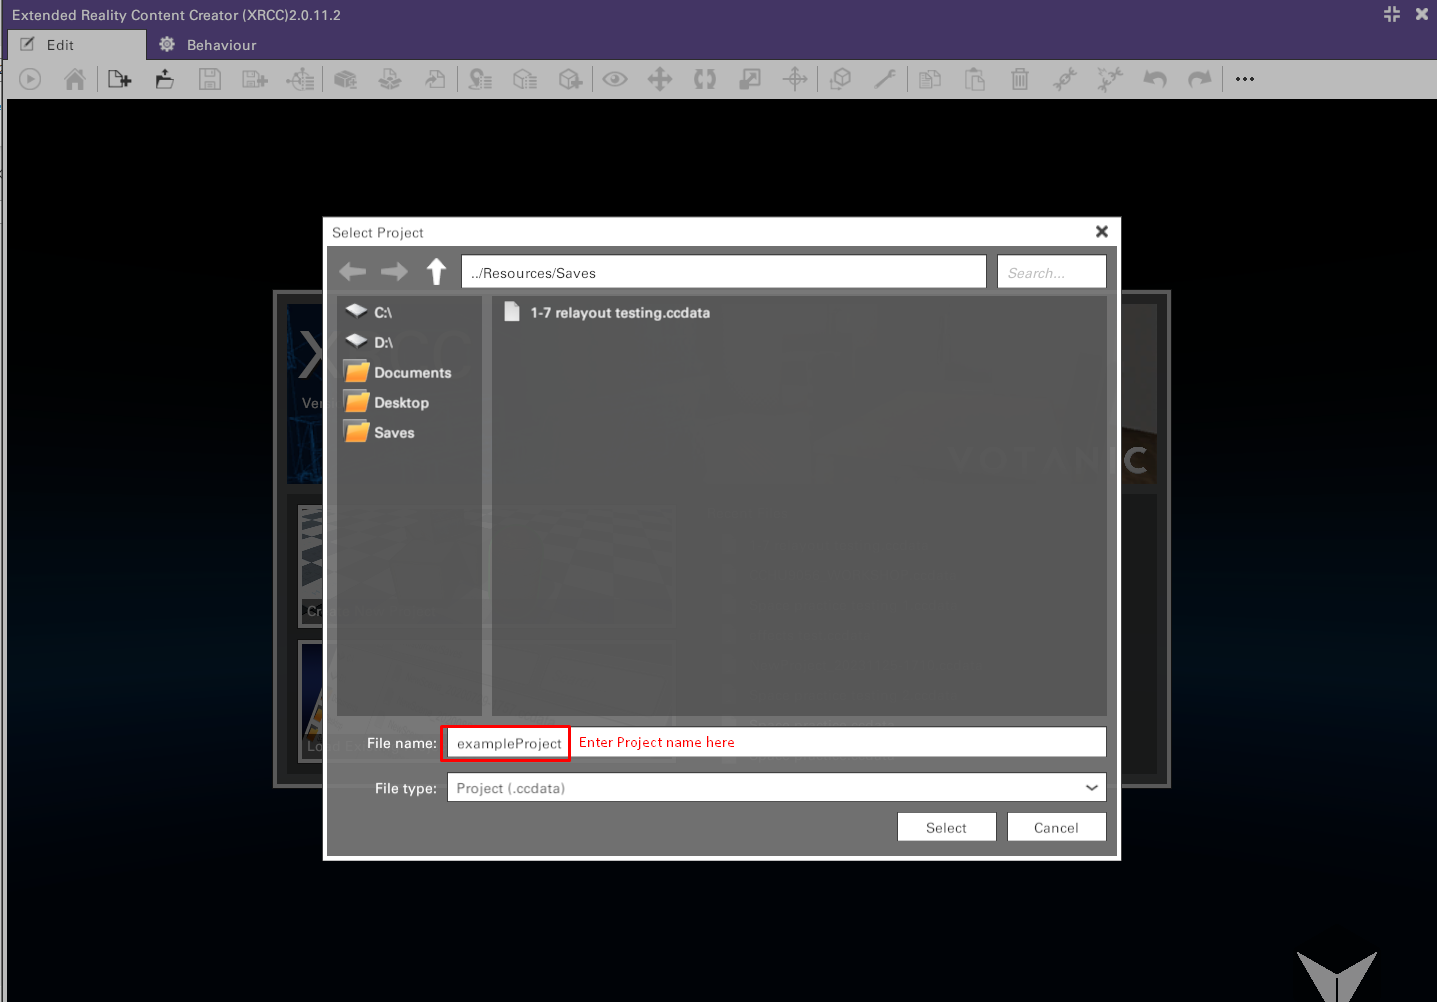 Extended Reality Content Creator (XRCC)2.0.11.2
Edit
Behaviour
Select Project
../Resources/Saves
Search...
C:\
D:\
Documents
Desktop
Saves
1-7 relayout testing.ccdata
VOTANIC
File name:
exampleProject
Enter Project name here
File type:
Project (.ccdata)
Select
Cancel